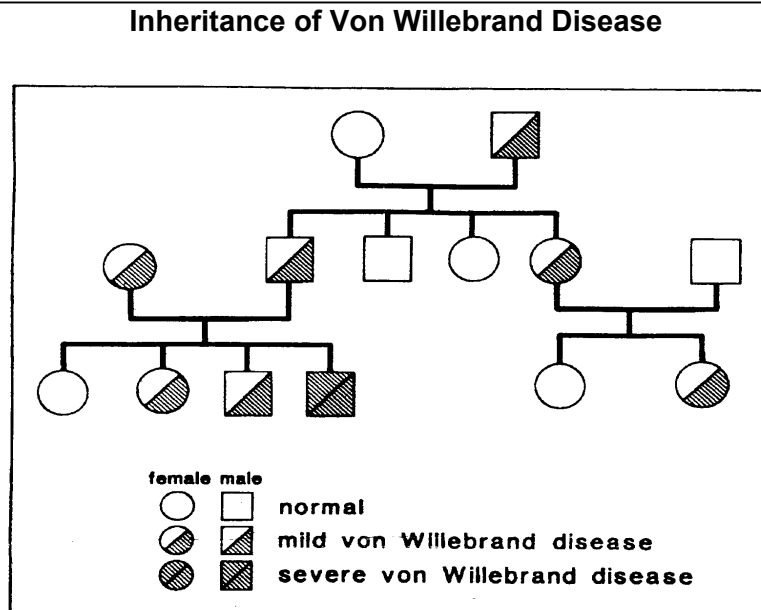 Inheritance of Von Willebrand Disease
female male
normal
mild von Willebrand disease
severe von Willebrand disease